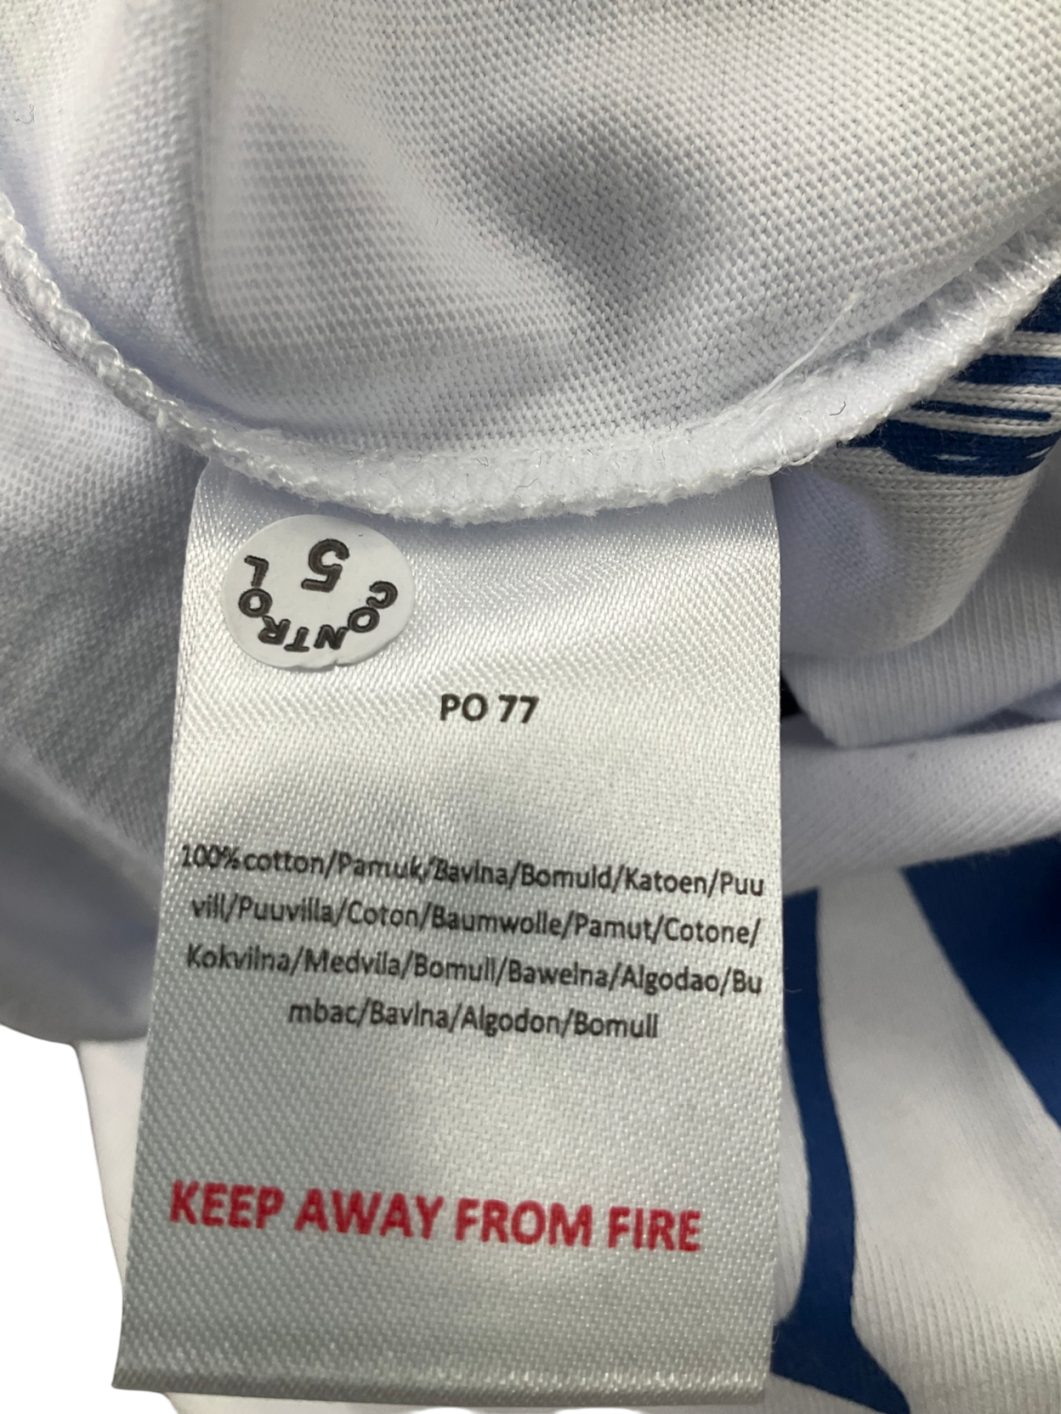 5
CONTROL
PO 77
100%cotton/Pamuk/Bavlna/Bomuld/Katoen/Puu
vill/Puuvilla/Coton/Baumwolle/Pamut/Cotone/
Kokvilna/Medvila/Bomull/Bawelna/Algodao/Bu
mbac/Bavlna/Algodon/Bomull
KEEP AWAY FROM FIRE